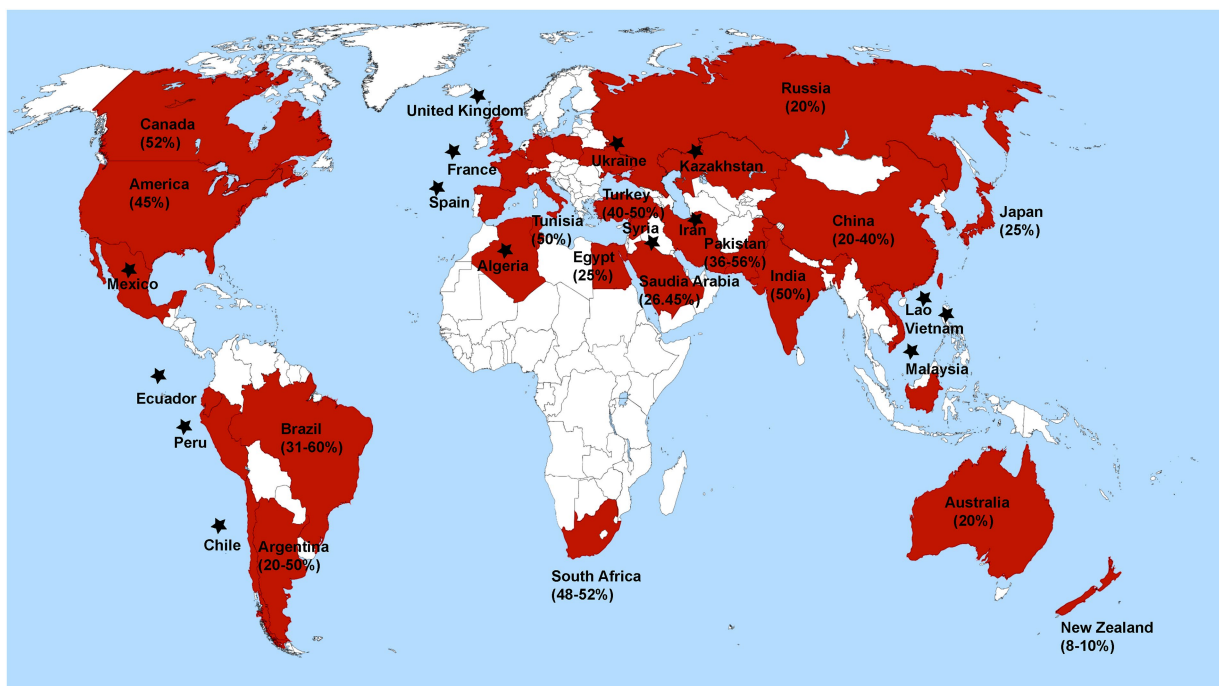 Russia
(20%)
United Kingdom
Canada
(52%)
Ukraine
Kazakhstan
France
America
(45%)
Spain
Turkey
(40-50%)
Tunisia
(50%)
Syria
Iran
China
(20-40%)
Japan
(25%)
Pakistan
(36-56%)
Egypt
(25%)
Algeria
Saudia Arabia
(26.45%)
India
(50%)
Mexico
Lao
Vietnam
Malaysia
Ecuador
Peru
Brazil
(31-60%)
Australia
(20%)
Chile
Argentina
(20-50%)
South Africa
(48-52%)
New Zealand
(8-10%)